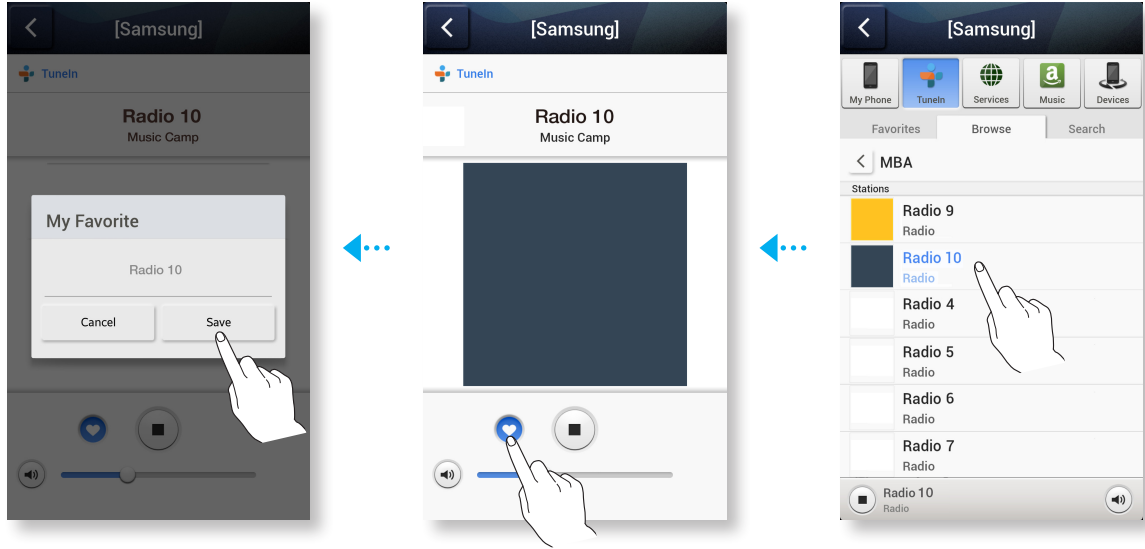 [Samsung]
TuneIn
Radio 10
Music Camp
My Favorite
Radio 10
Cancel
Save
[Samsung]
TuneIn
Radio 10
Music Camp
[Samsung]
My Phone
TuneIn
Services
a
Music
Devices
Favorites
Browse
Search
MBA
Stations
Radio 9
Radio
Radio 10
Radio
Radio 4
Radio
Radio 5
Radio
Radio 6
Radio
Radio 7
Radio
Radio 10
Radio